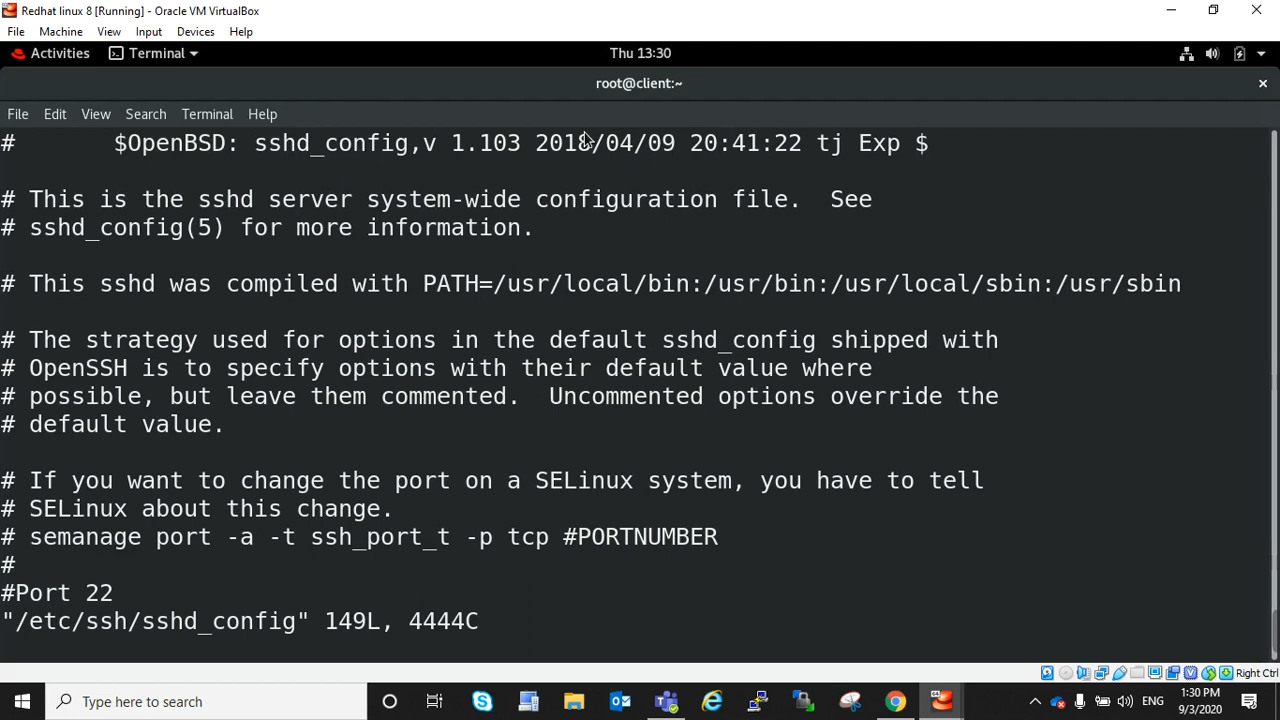 Redhat linux 8 [Running] - Oracle VM VirtualBox
File Machine View Input Devices Help
Activities Terminal Thu 13:30
root@client:~
File Edit View Search Terminal Help
# $OpenBSD: sshd_config,v 1.103 2018/04/09 20:41:22 tj Exp $
# This is the sshd server system-wide configuration file. See
# sshd_config(5) for more information.
# This sshd was compiled with PATH=/usr/local/bin:/usr/bin:/usr/local/sbin:/usr/sbin
# The strategy used for options in the default sshd_config shipped with
# OpenSSH is to specify options with their default value where
# possible, but leave them commented. Uncommented options override the
# default value.
# If you want to change the port on a SELinux system, you have to tell
# SELinux about this change.
# semanage port -a -t ssh_port_t -p tcp #PORTNUMBER
#
#Port 22
"/etc/ssh/sshd_config" 149L, 4444C
Right Ctrl
Type here to search
ENG
1:30 PM
9/3/2020